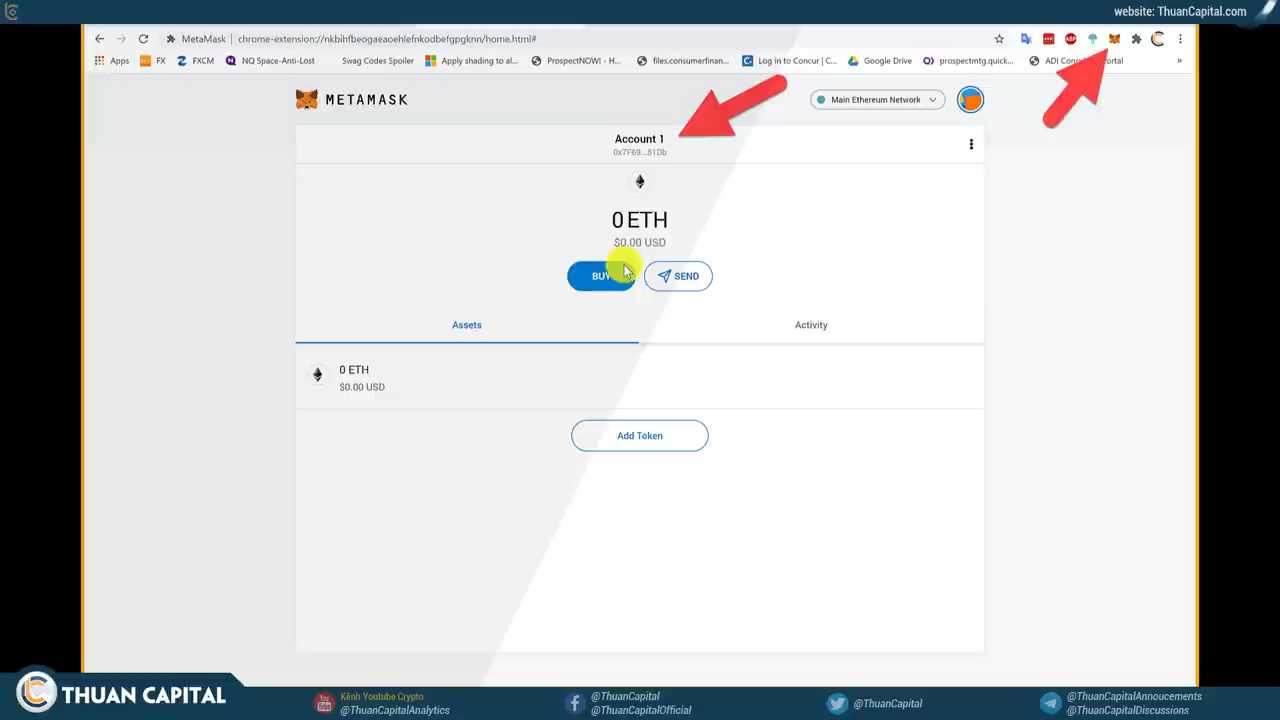 website: ThuanCapital.com
MetaMask
chrome-extension://nkbihfbeogaeaoehlefnkodbefgpgknn/home.html#
Apps
FX
FXCM
NQ Space-Anti-Lost
Swag Codes Spoiler
Apply shading to al...
ProspectNOW! - H...
files.consumerfinan...
Log in to Concur | C...
Google Drive
prospectmtg.quick...
ADI
»
METAMASK
Main Ethereum Network
Account 1
0x7F69...51Db
0 ETH
$0.00 USD
BUY
SEND
Assets
Activity
0 ETH
$0.00 USD
Add Token
THUAN CAPITAL
Kênh Youtube Crypto
@ThuanCapitalAnalytics
@ThuanCapital
@ThuanCapitalOfficial
@ThuanCapital
@ThuanCapitalAnnoucements
@ThuanCapitalDiscussions